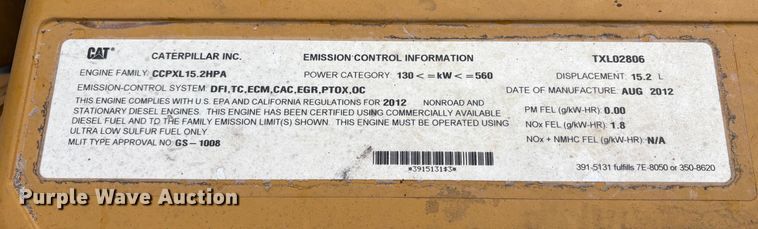 CAT CATERPILLAR INC. EMISSION CONTROL INFORMATION TXL02806
ENGINE FAMILY: CCPXL15.2HPA POWER CATEGORY: 130 < =kW < =560 DISPLACEMENT: 15.2 L
EMISSION-CONTROL SYSTEM: DFI,TC,ECM,CAC,EGR,PTOX,OC DATE OF MANUFACTURE: AUG 2012
THIS ENGINE COMPLIES WITH U.S. EPA AND CALIFORNIA REGULATIONS FOR 2012 NONROAD AND
STATIONARY DIESEL ENGINES. THIS ENGINE HAS BEEN CERTIFIED USING COMMERCIALLY AVAILABLE
DIESEL FUEL AND TO THE FAMILY EMISSION LIMIT(S) SHOWN. THIS ENGINE MUST BE OPERATED USING
ULTRA LOW SULFUR FUEL ONLY.
MLIT TYPE APPROVAL NO: GS-1008
PM FEL (g/kW-HR): 0.00
NOx FEL (g/kW-HR): 1.8
NOx + NMHC FEL (g/kW-HR): N/A
*3915131#3*
391-5131 fulfills 7E-8050 or 350-8620
Purple Wave Auction